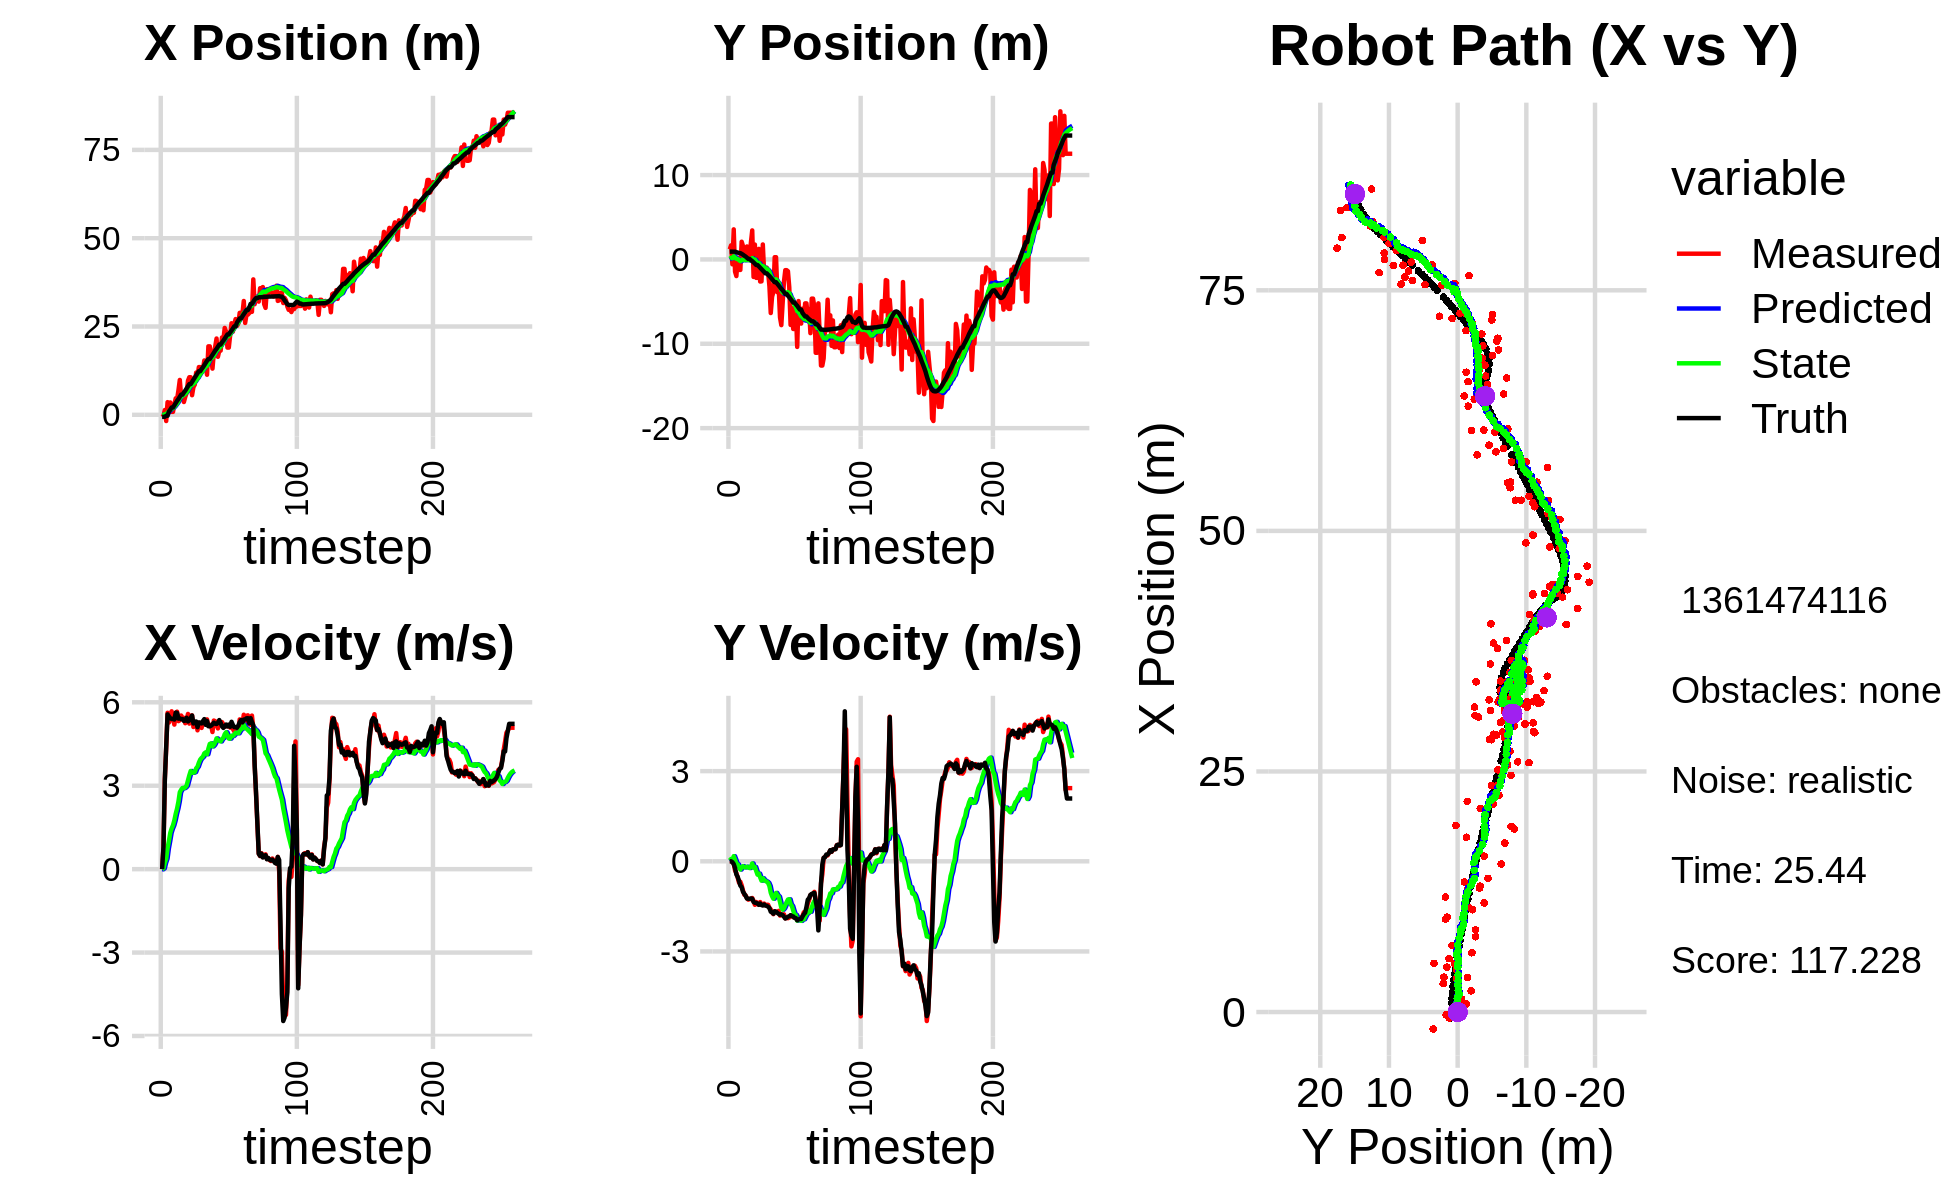 X Position (m)
75
50
25
0
0
100
200
timestep
Y Position (m)
10
0
-10
-20
0
100
200
timestep
X Velocity (m/s)
6
3
0
-3
-6
0
100
200
timestep
Y Velocity (m/s)
3
0
-3
0
100
200
timestep
Robot Path (X vs Y)
X Position (m)
75
50
25
0
20 10 0 -10 -20
Y Position (m)
variable
Measured
Predicted
State
Truth
1361474116
Obstacles: none
Noise: realistic
Time: 25.44
Score: 117.228